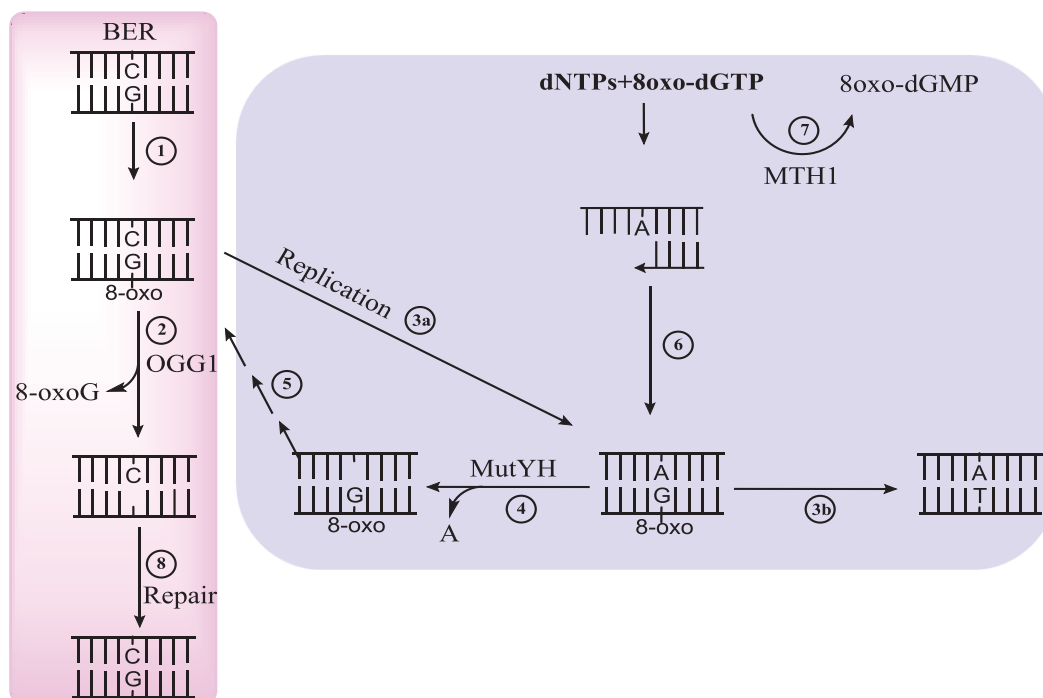 BER
C
G
1
C
G
8-oxo
2
OGG1
8-oxoG
C
8
Repair
C
G
dNTPs+8oxo-dGTP
8oxo-dGMP
7
MTH1
A
Replication
3a
6
5
G
8-oxo
MutYH
4
A
A
G
8-oxo
3b
A
T